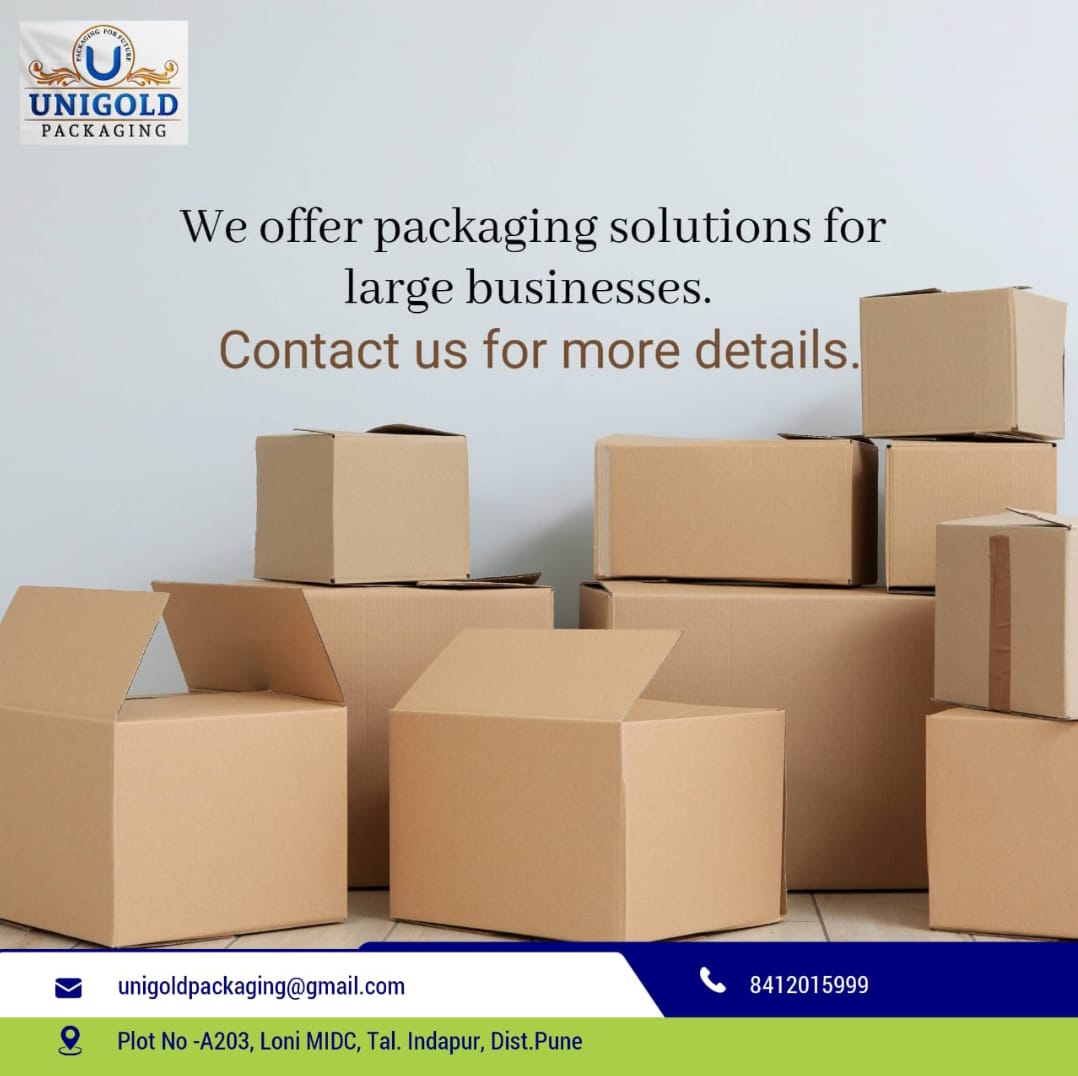 PACKAGING FOR FUTURE
U
UNIGOLD
PACKAGING
We offer packaging solutions for
large businesses.
Contact us for more details.
unigoldpackaging@gmail.com
8412015999
Plot No -A203, Loni MIDC, Tal. Indapur, Dist.Pune